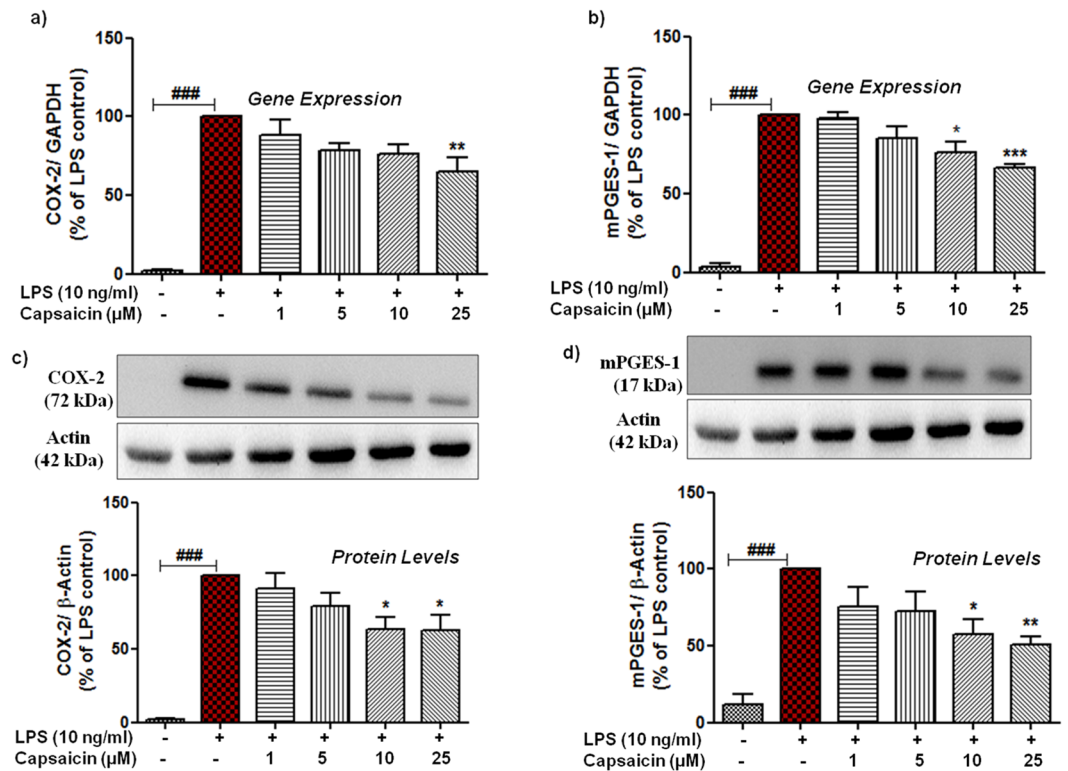 a)
COX-2/ GAPDH
(% of LPS control)
150
100
50
0
###
Gene Expression
**
LPS (10 ng/ml) - + + + + +
Capsaicin (µM) - - 1 5 10 25
b)
mPGES-1/ GAPDH
(% of LPS control)
150
100
50
0
###
Gene Expression
*
***
LPS (10 ng/ml) - + + + + +
Capsaicin (µM) - - 1 5 10 25
c)
COX-2
(72 kDa)
Actin
(42 kDa)
COX-2/ β-Actin
(% of LPS control)
150
100
50
0
###
Protein Levels
* *
LPS (10 ng/ml) - + + + + +
Capsaicin (µM) - - 1 5 10 25
d)
mPGES-1
(17 kDa)
Actin
(42 kDa)
mPGES-1/ β-Actin
(% of LPS control)
150
100
50
0
###
Protein Levels
*
**
LPS (10 ng/ml) - + + + + +
Capsaicin (µM) - - 1 5 10 25